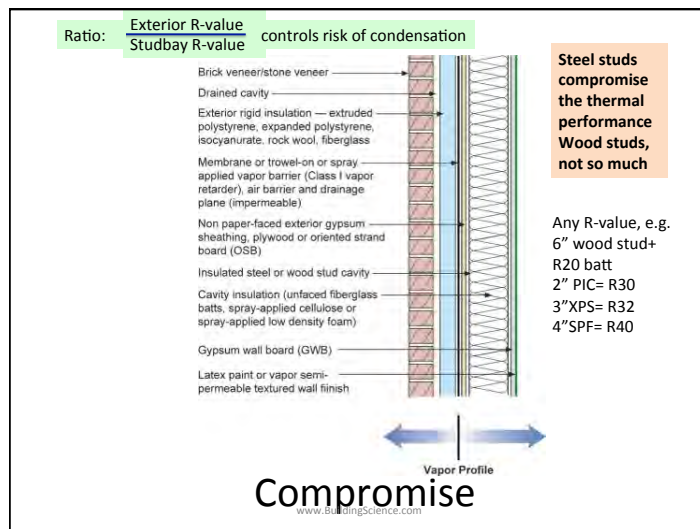 Ratio: Exterior R-value controls risk of condensation
Studbay R-value
Brick veneer/stone veneer
Drained cavity
Exterior rigid insulation — extruded
polystyrene, expanded polystyrene,
isocyanurate, rock wool, fiberglass
Membrane or trowel-on or spray
applied vapor barrier (Class I vapor
retarder), air barrier and drainage
plane (impermeable)
Non paper-faced exterior gypsum
sheathing, plywood or oriented strand
board (OSB)
Insulated steel or wood stud cavity
Cavity insulation (unfaced fiberglass
batts, spray-applied cellulose or
spray-applied low density foam)
Gypsum wall board (GWB)
Latex paint or vapor semi-
permeable textured wall fiinish
Steel studs
compromise
the thermal
performance
Wood studs,
not so much
Any R-value, e.g.
6” wood stud+
R20 batt
2” PIC= R30
3”XPS= R32
4”SPF= R40
Vapor Profile
Compromise
www.BuildingScience.com